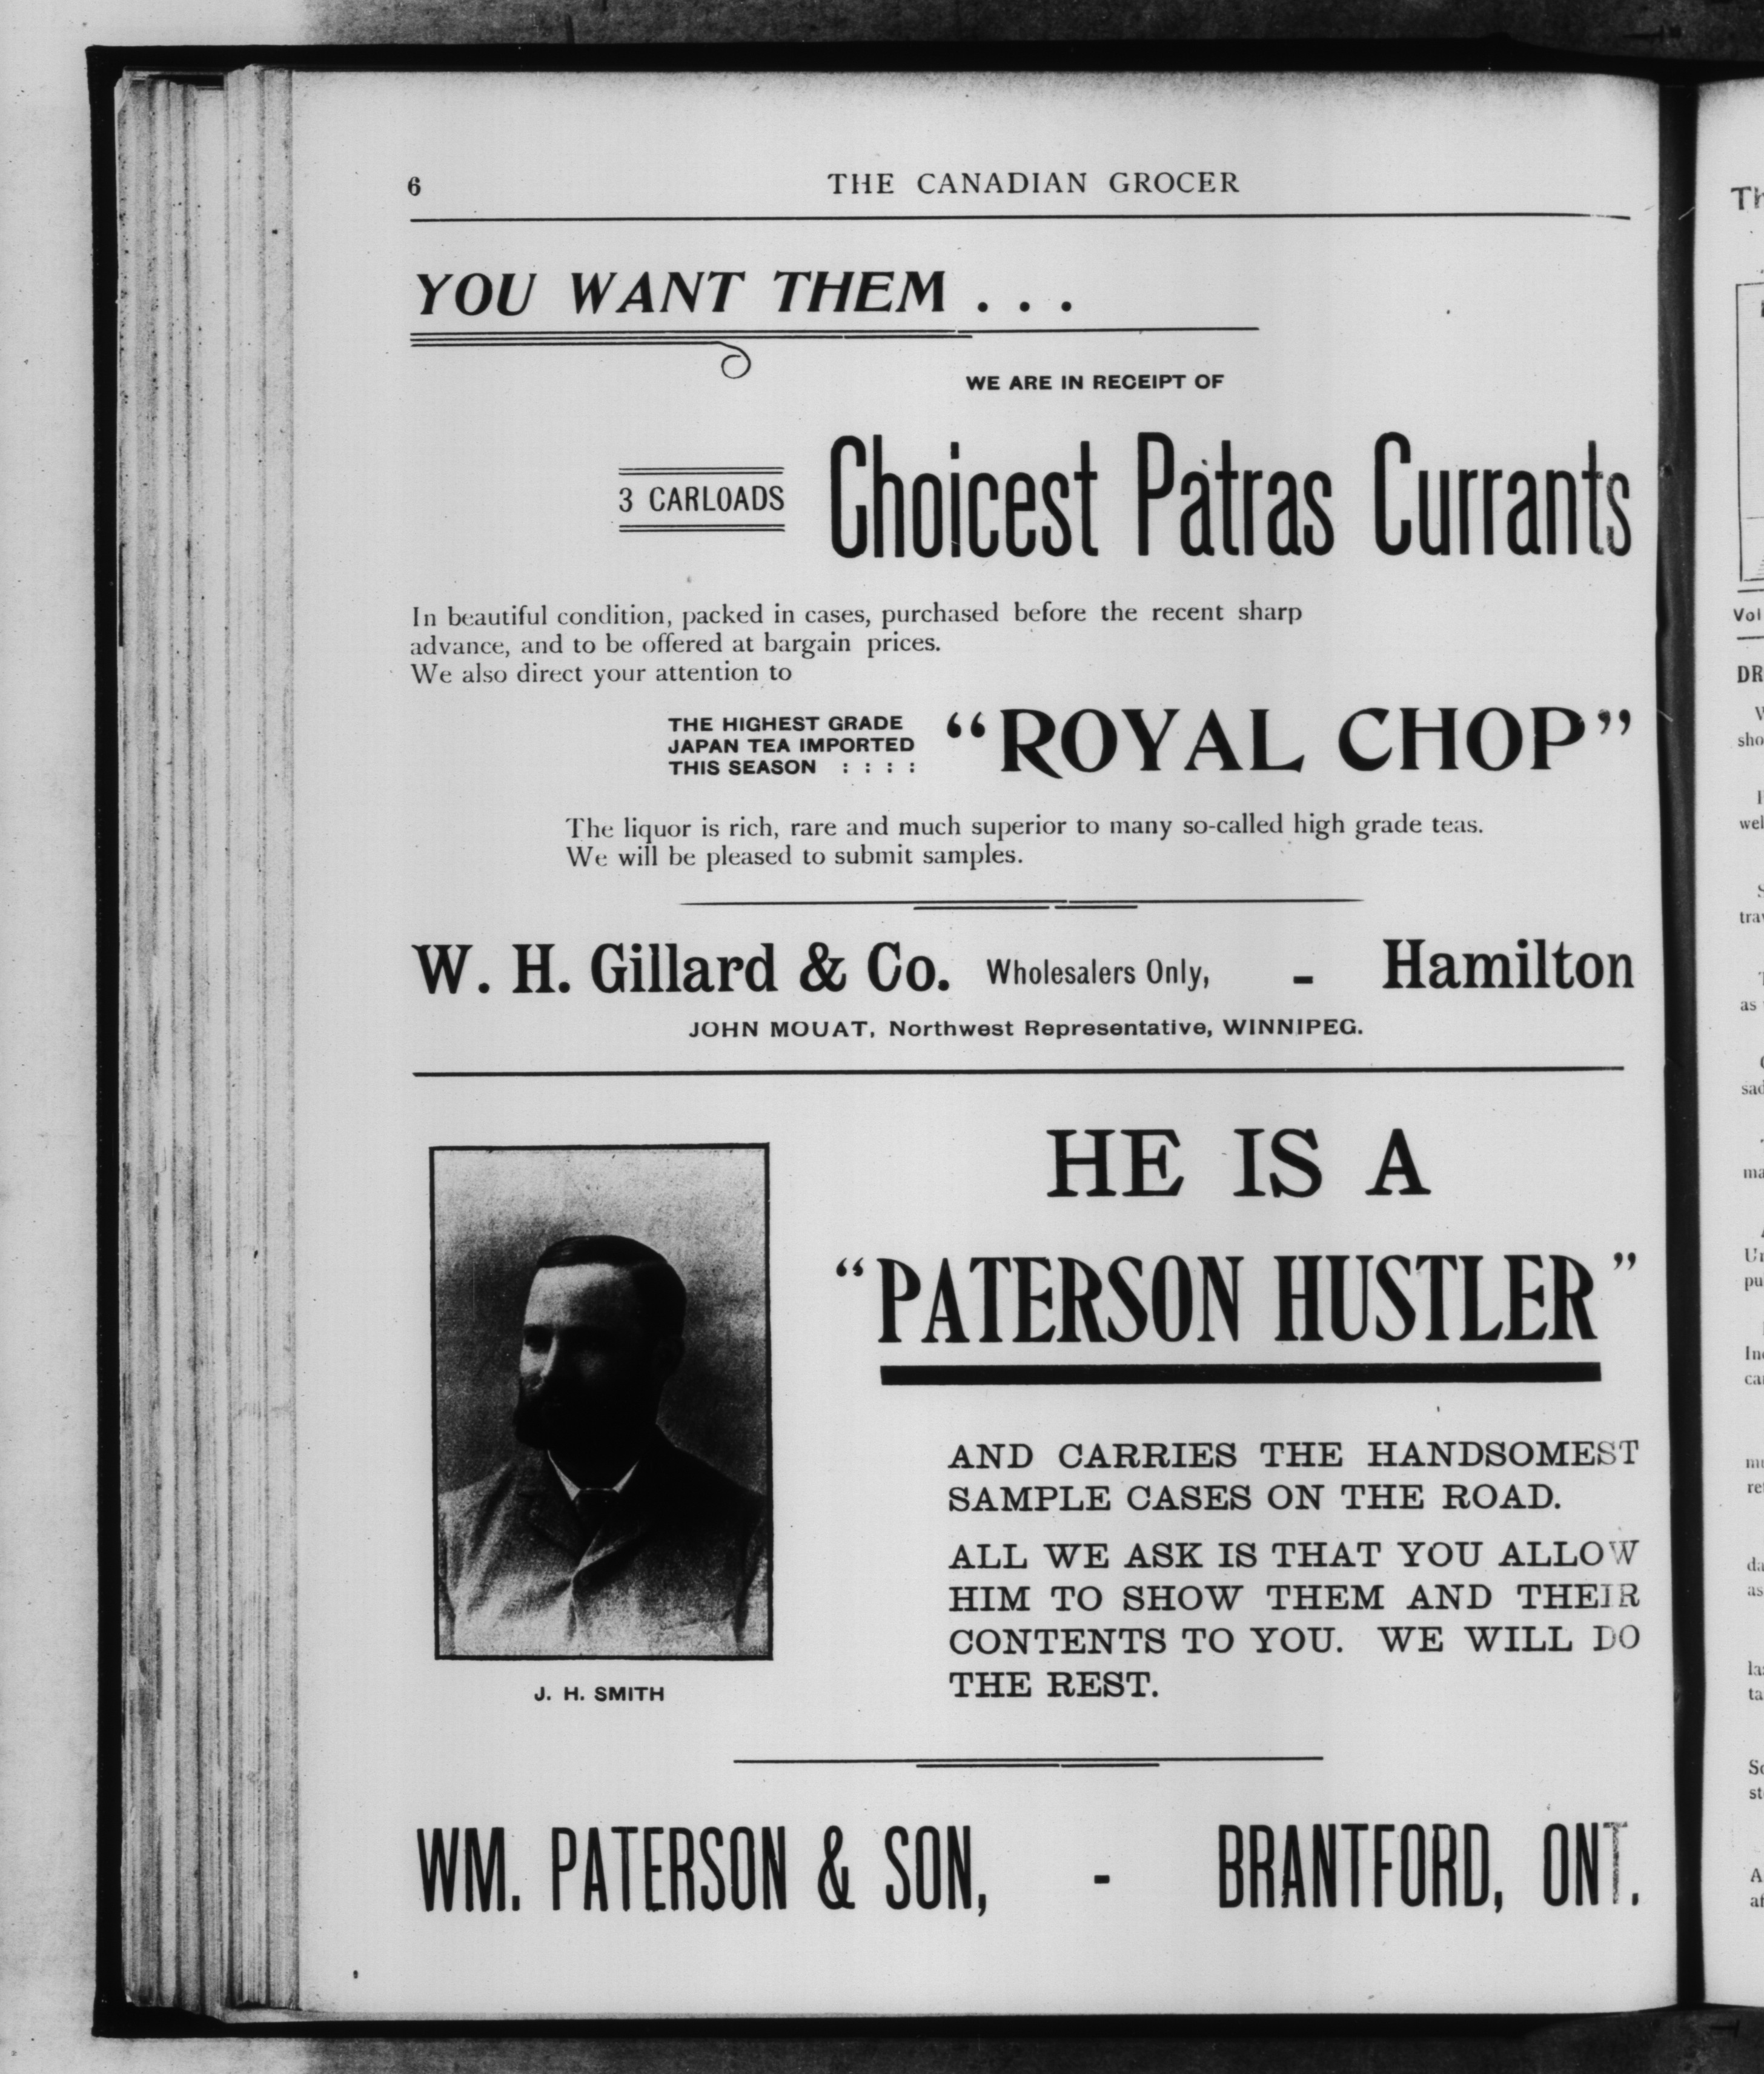 6
THE CANADIAN GROCER
YOU WANT THEM . . .
WE ARE IN RECEIPT OF
3 CARLOADS
Choicest Patras Currants
In beautiful condition, packed in cases, purchased before the recent sharp
advance, and to be offered at bargain prices.
We also direct your attention to
THE HIGHEST GRADE
JAPAN TEA IMPORTED
THIS SEASON : : : :
“ROYAL CHOP”
The liquor is rich, rare and much superior to many so-called high grade teas.
We will be pleased to submit samples.
W. H. Gillard & Co. Wholesalers Only, - Hamilton
JOHN MOUAT, Northwest Representative, WINNIPEG.
HE IS A
“PATERSON HUSTLER”
AND CARRIES THE HANDSOMEST
SAMPLE CASES ON THE ROAD.
ALL WE ASK IS THAT YOU ALLOW
HIM TO SHOW THEM AND THEIR
CONTENTS TO YOU. WE WILL DO
THE REST.
J. H. SMITH
WM. PATERSON & SON, - BRANTFORD, ONT.